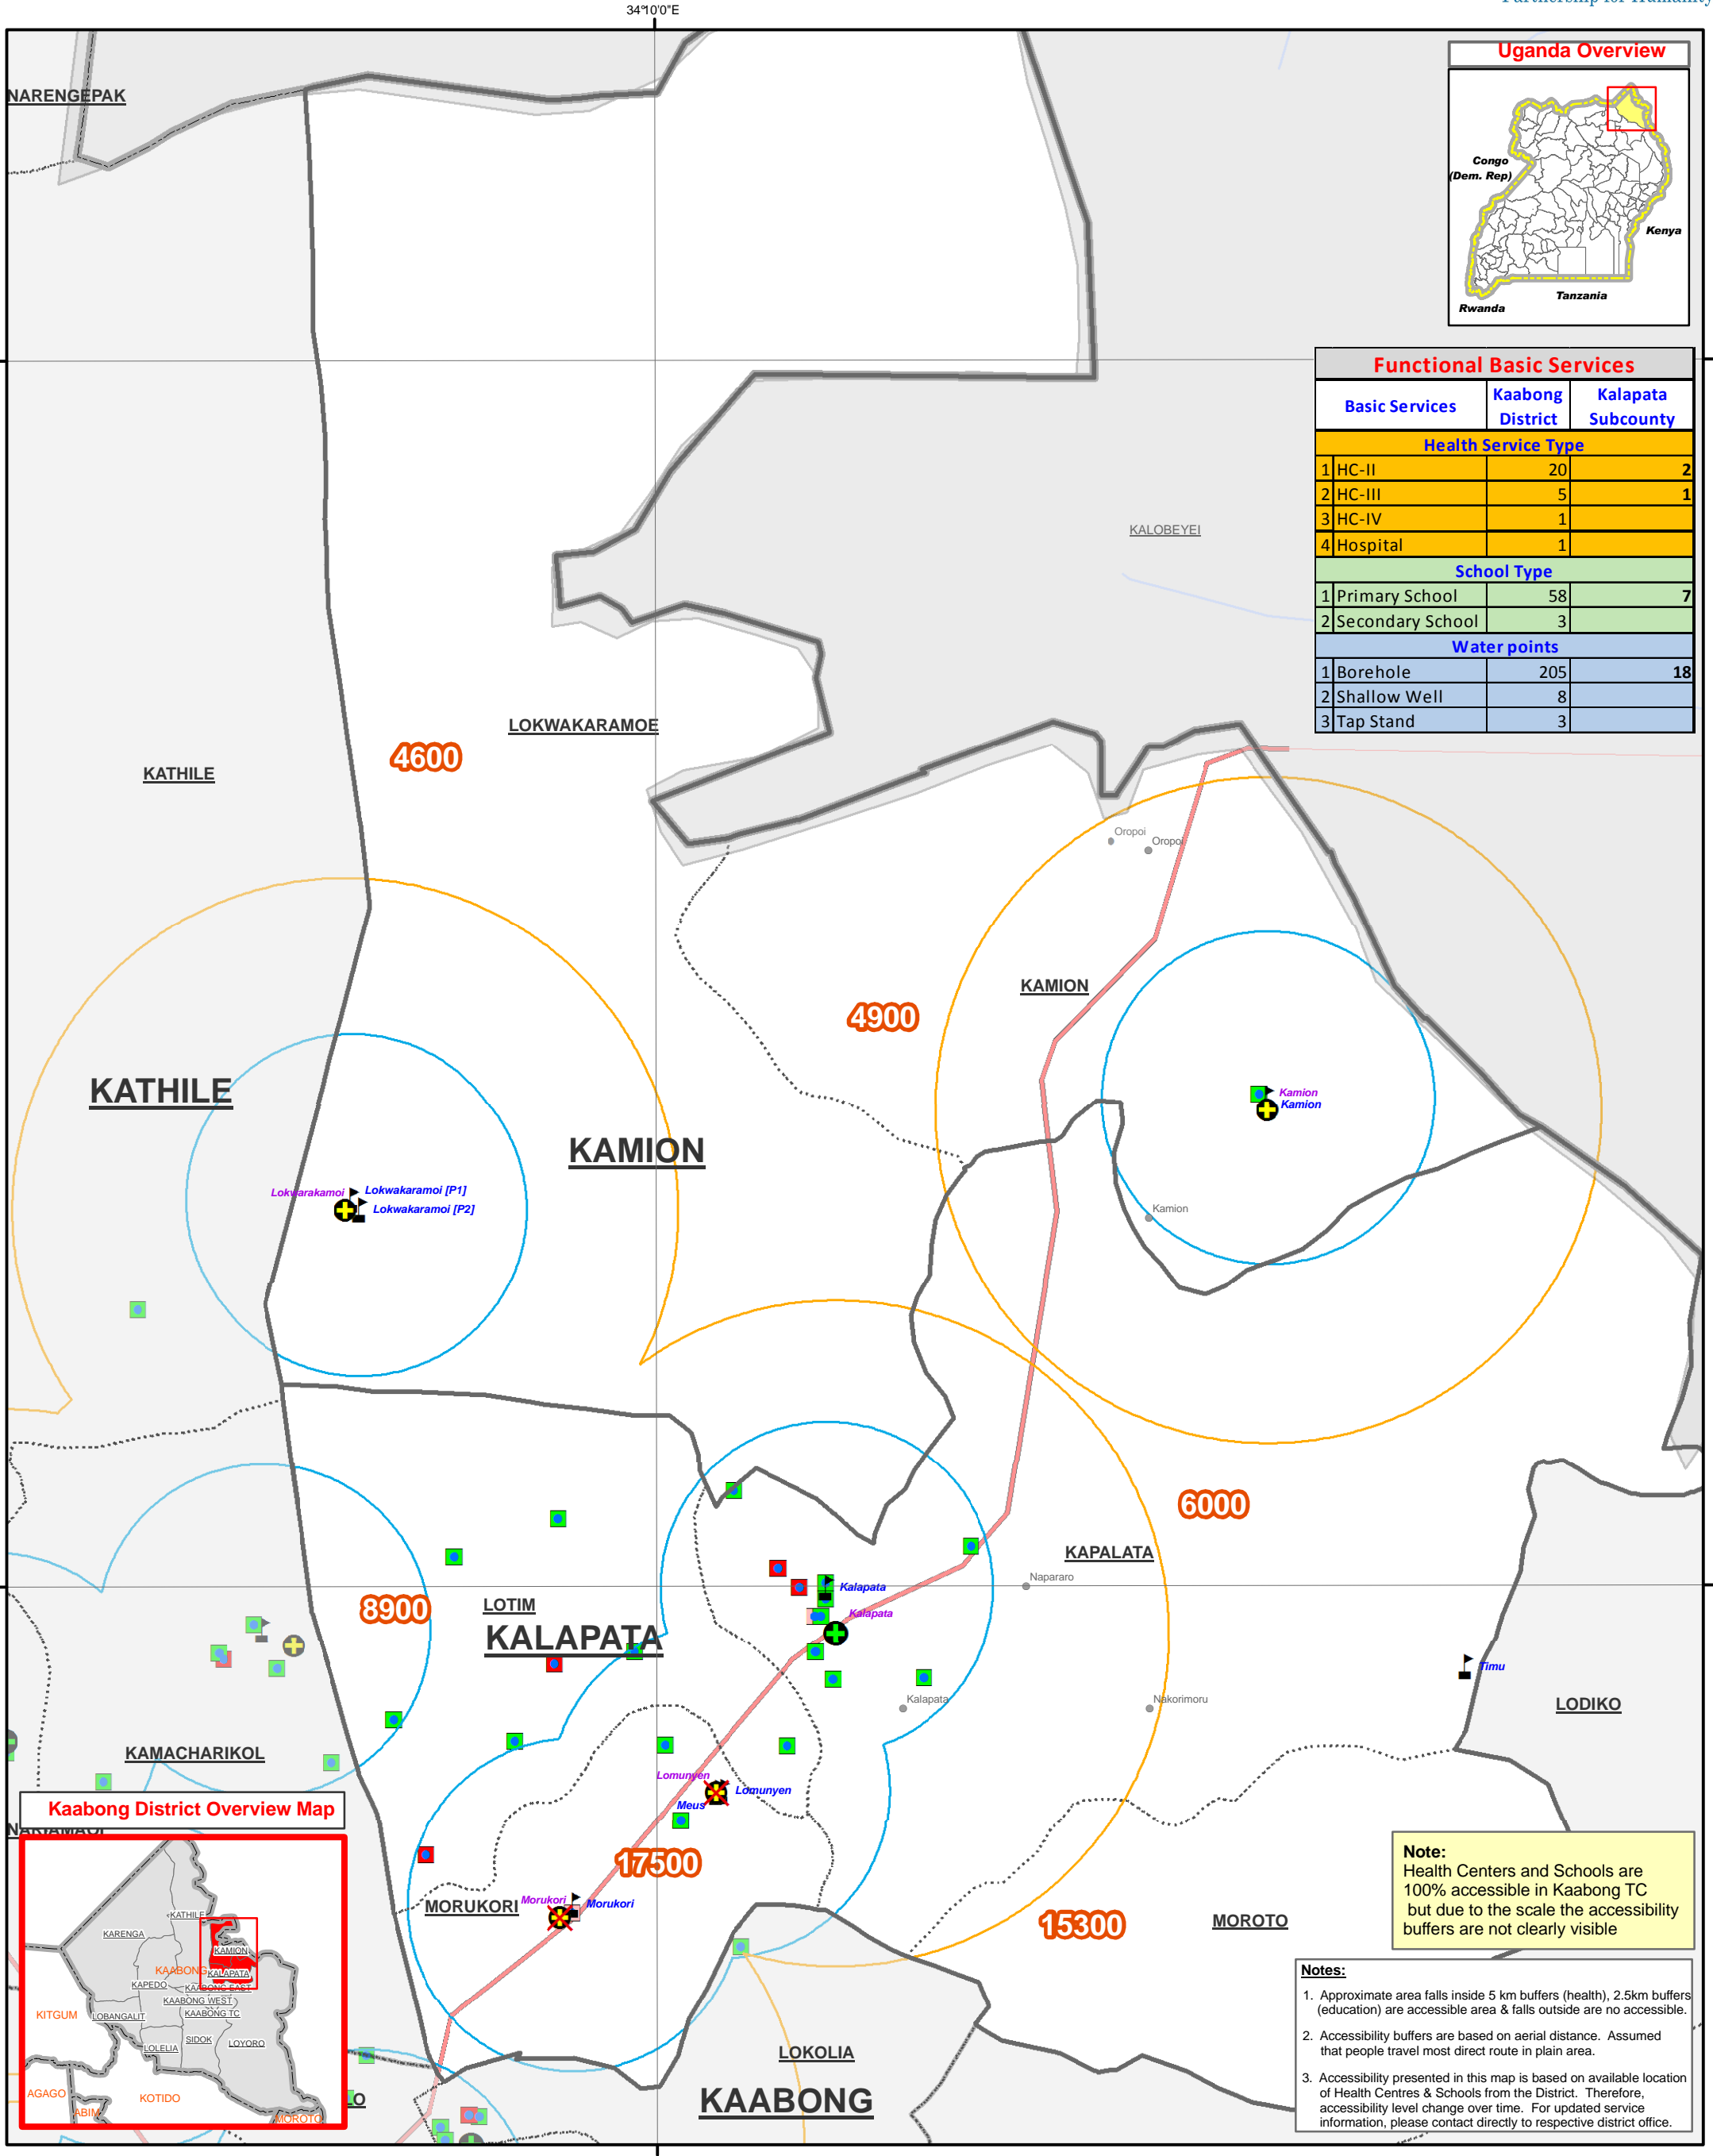 Partnership for Humanity
34°10'0"E
Uganda Overview
NARENGEPAK
Congo
(Dem. Rep)
Kenya
Tanzania
Rwanda
Functional Basic Services
Basic Services
Kaabong District
Kalapata Subcounty
Health Service Type
1 HC-II 20 2
2 HC-III 5 1
3 HC-IV 1
4 Hospital 1
School Type
1 Primary School 58 7
2 Secondary School 3
Water points
1 Borehole 205 18
2 Shallow Well 8
3 Tap Stand 3
KALOBEYEI
LOKWAKARAMOE
4600
KATHILE
Oropoi
Oropoi
KAMION
4900
KATHILE
Kamion
Kamion
KAMION
Lokwarakamoi
Lokwakaramoi [P1]
Lokwakaramoi [P2]
Kamion
6000
KAPALATA
Napararo
Kalapata
8900
LOTIM
Kalapata
KALAPATA
Timu
Kalapata
Nakorimoru
LODIKO
KAMACHARIKOL
Lomunyen
Lomunyen
Meus
Kaabong District Overview Map
NARIAMAOI
17500
MORUKORI
Morukori
Morukori
15300
MOROTO
Note:
Health Centers and Schools are
100% accessible in Kaabong TC
but due to the scale the accessibility
buffers are not clearly visible
KATHILE
KARENGA
KAMION
KAABONG
KALAPATA
KAPEDO
KAABONG EAST
KAABONG WEST
LOBANGALIT
KAABONG TC
KITGUM
SIDOK
LOYORO
LOLELIA
AGAGO
KOTIDO
ABIM
MOROTO
O
LOKOLIA
KAABONG
Notes:
1. Approximate area falls inside 5 km buffers (health), 2.5km buffers
(education) are accessible area & falls outside are no accessible.
2. Accessibility buffers are based on aerial distance. Assumed
that people travel most direct route in plain area.
3. Accessibility presented in this map is based on available location
of Health Centres & Schools from the District. Therefore,
accessibility level change over time. For updated service
information, please contact directly to respective district office.